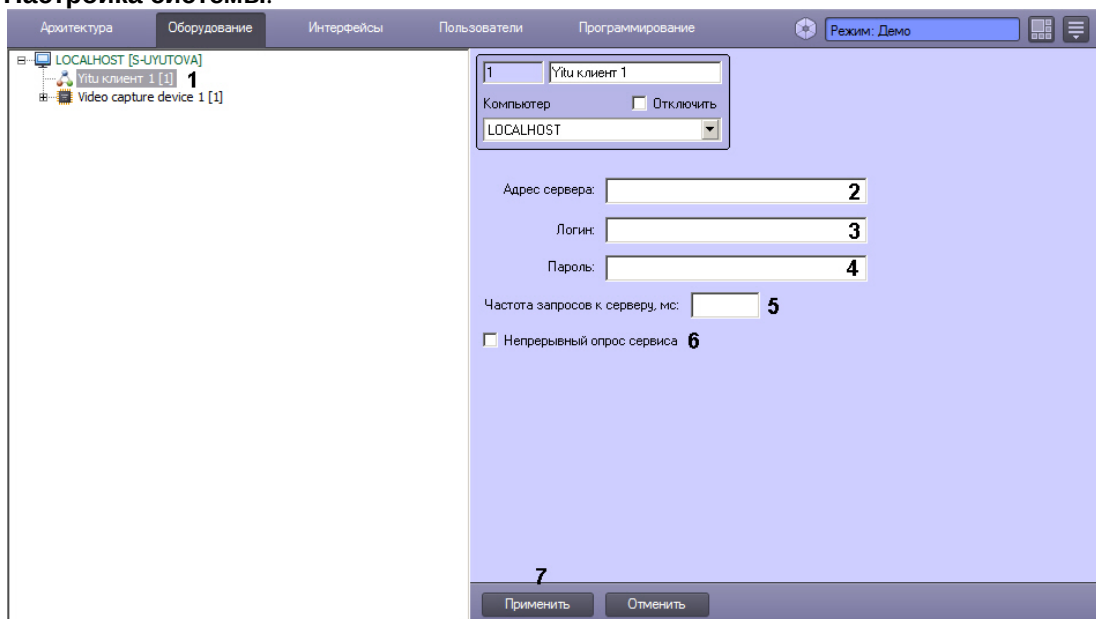 Настройка системы.
Архитектура Оборудование Интерфейсы Пользователи Программирование Режим: Демо
LOCALHOST [S-UYUTOVA]
Yitu клиент 1 [1] 1
Video capture device 1 [1]
1 Yitu клиент 1
Компьютер Отключить
LOCALHOST
Адрес сервера: 2
Логин: 3
Пароль: 4
Частота запросов к серверу, мс: 5
Непрерывный опрос сервиса 6
7
Применить Отменить